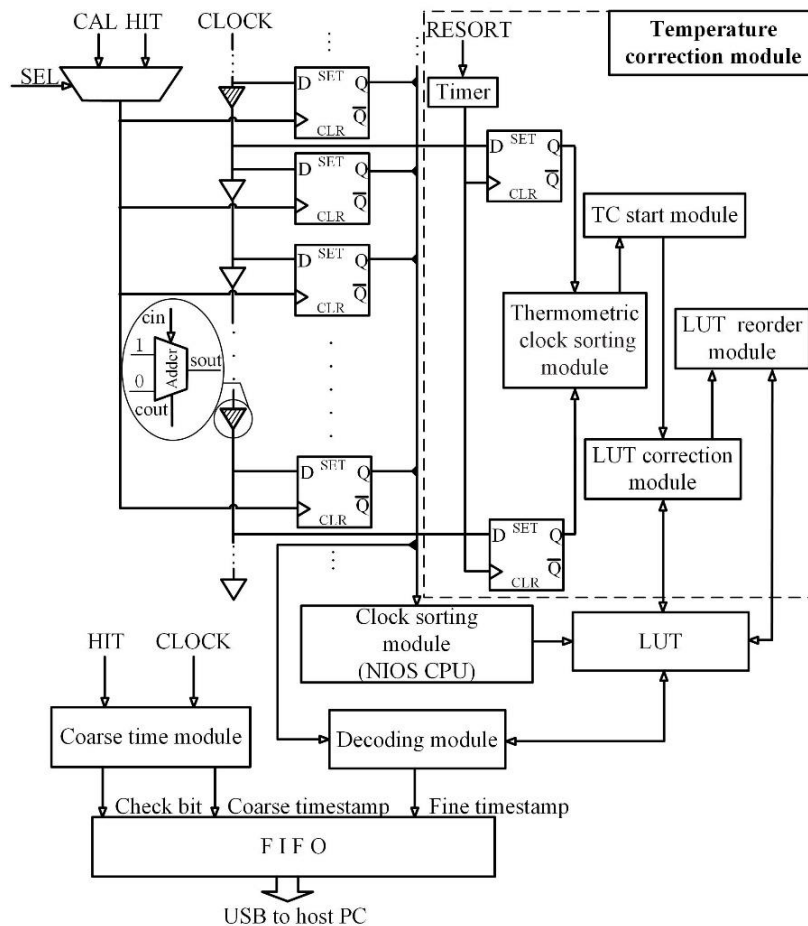 CAL HIT
CLOCK
SEL
RESORT
Temperature
correction module
Timer
D SET Q
Q
CLR
D SET Q
Q
CLR
D SET Q
Q
CLR
D SET Q
Q
CLR
D SET Q
Q
CLR
D SET Q
Q
CLR
TC start module
Thermometric
clock sorting
module
LUT reorder
module
LUT correction
module
cin
1
0
Adder
sout
cout
Clock sorting
module
(NIOS CPU)
LUT
HIT
CLOCK
Coarse time module
Decoding module
Check bit
Coarse timestamp
Fine timestamp
F I F O
USB to host PC